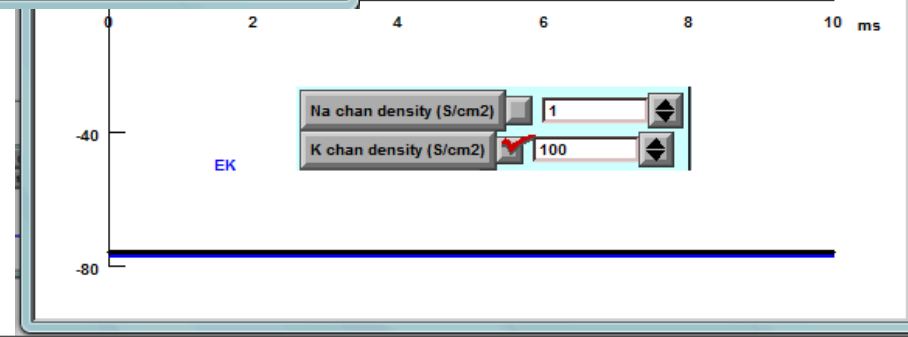 0 2 4 6 8 10 ms
Na chan density (S/cm2) 1
-40
K chan density (S/cm2) 100
EK
-80